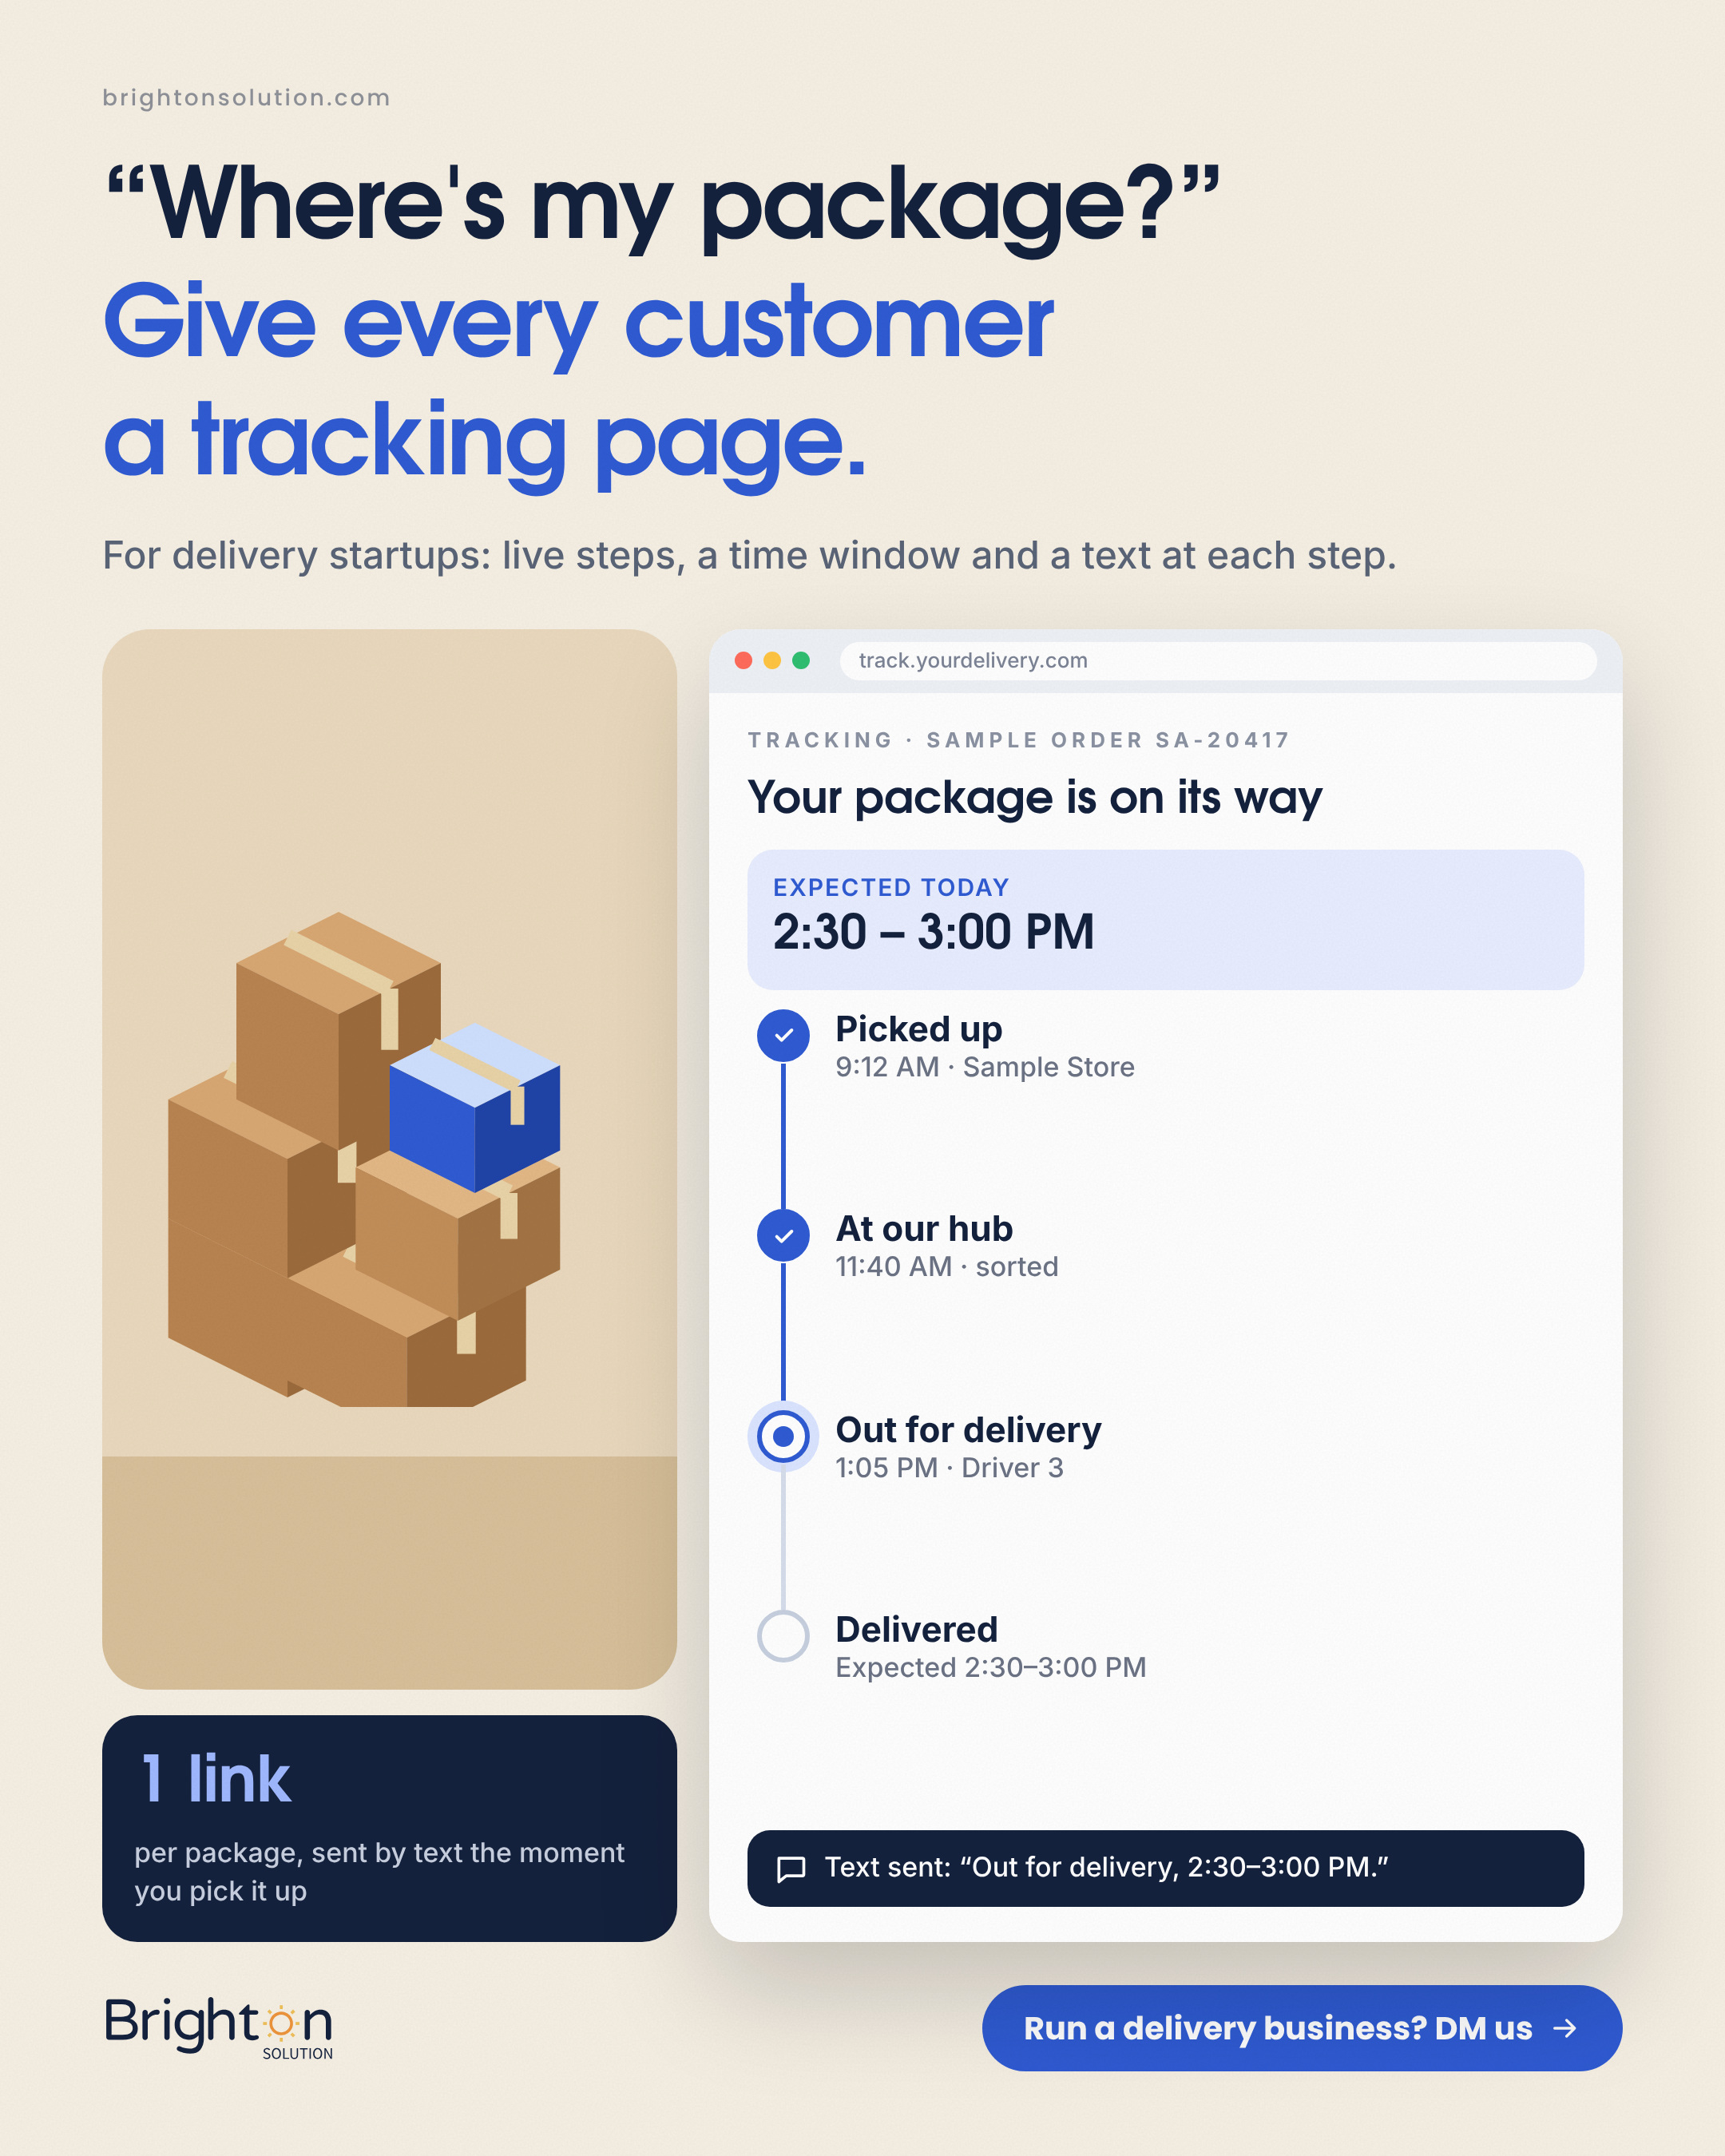 brightonsolution.com
“Where's my package?”
Give every customer
a tracking page.
For delivery startups: live steps, a time window and a text at each step.
track.yourdelivery.com
TRACKING · SAMPLE ORDER SA-20417
Your package is on its way
EXPECTED TODAY
2:30 – 3:00 PM
Picked up
9:12 AM · Sample Store
At our hub
11:40 AM · sorted
Out for delivery
1:05 PM · Driver 3
Delivered
Expected 2:30–3:00 PM
Text sent: “Out for delivery, 2:30–3:00 PM.”
1 link
per package, sent by text the moment
you pick it up
Brighton
SOLUTION
Run a delivery business? DM us →